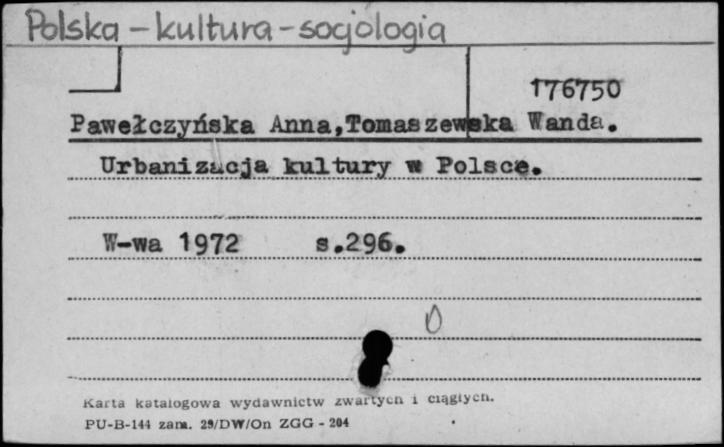 Polska - kultura - socjologia
176750
Pawełczyńska Anna,Tomaszewska Wanda.
Urbanizacja kultury w Polsce.
W-wa 1972 s.296.
Karta katalogowa wydawnictw zwartych i ciągłych.
PU-B-144 zam. 29/DW/On ZGG - 204